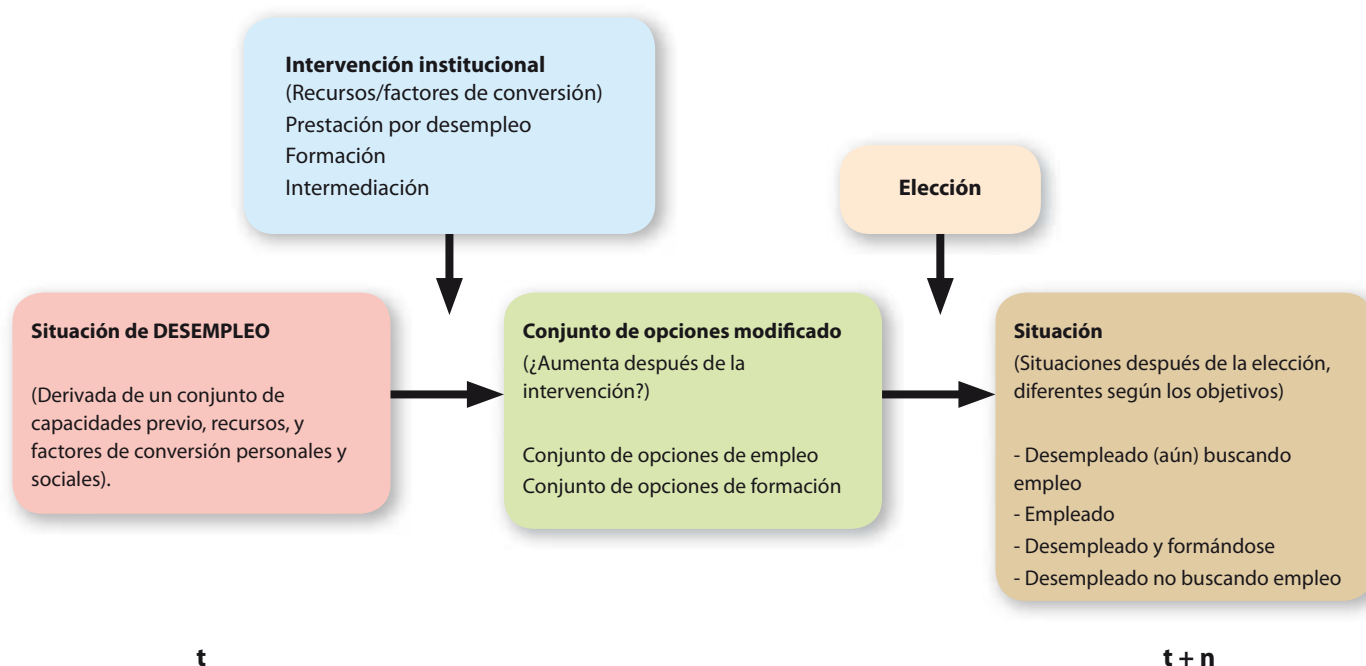 Intervención institucional
(Recursos/factores de conversión)
Prestación por desempleo
Formación
Intermediación
Elección
Situación de DESEMPLEO
(Derivada de un conjunto de
capacidades previo, recursos, y
factores de conversión personales y
sociales).
Conjunto de opciones modificado
(¿Aumenta después de la
intervención?)
Conjunto de opciones de empleo
Conjunto de opciones de formación
Situación
(Situaciones después de la elección,
diferentes según los objetivos)
- Desempleado (aún) buscando
empleo
- Empleado
- Desempleado y formándose
- Desempleado no buscando empleo
t
t + n